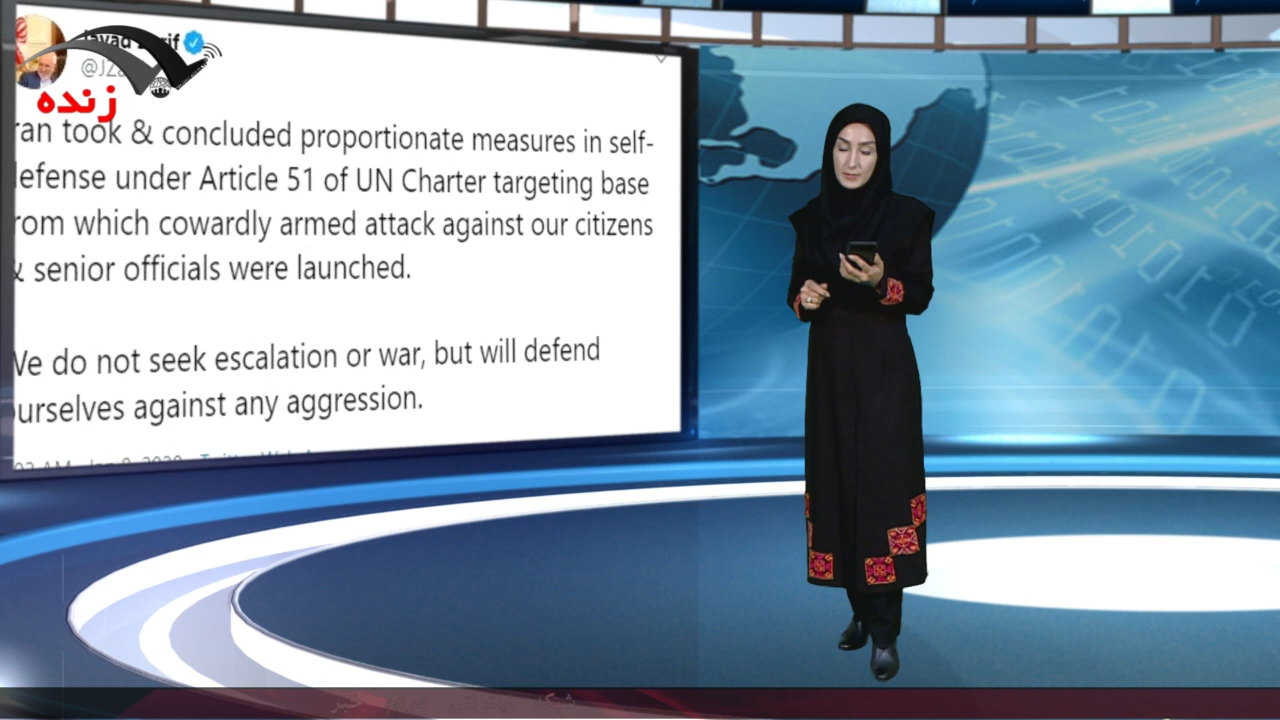 زنده
ran took & concluded proportionate measures in self-
efense under Article 51 of UN Charter targeting base
rom which cowardly armed attack against our citizens
& senior officials were launched.
We do not seek escalation or war, but will defend
urselves against any aggression.